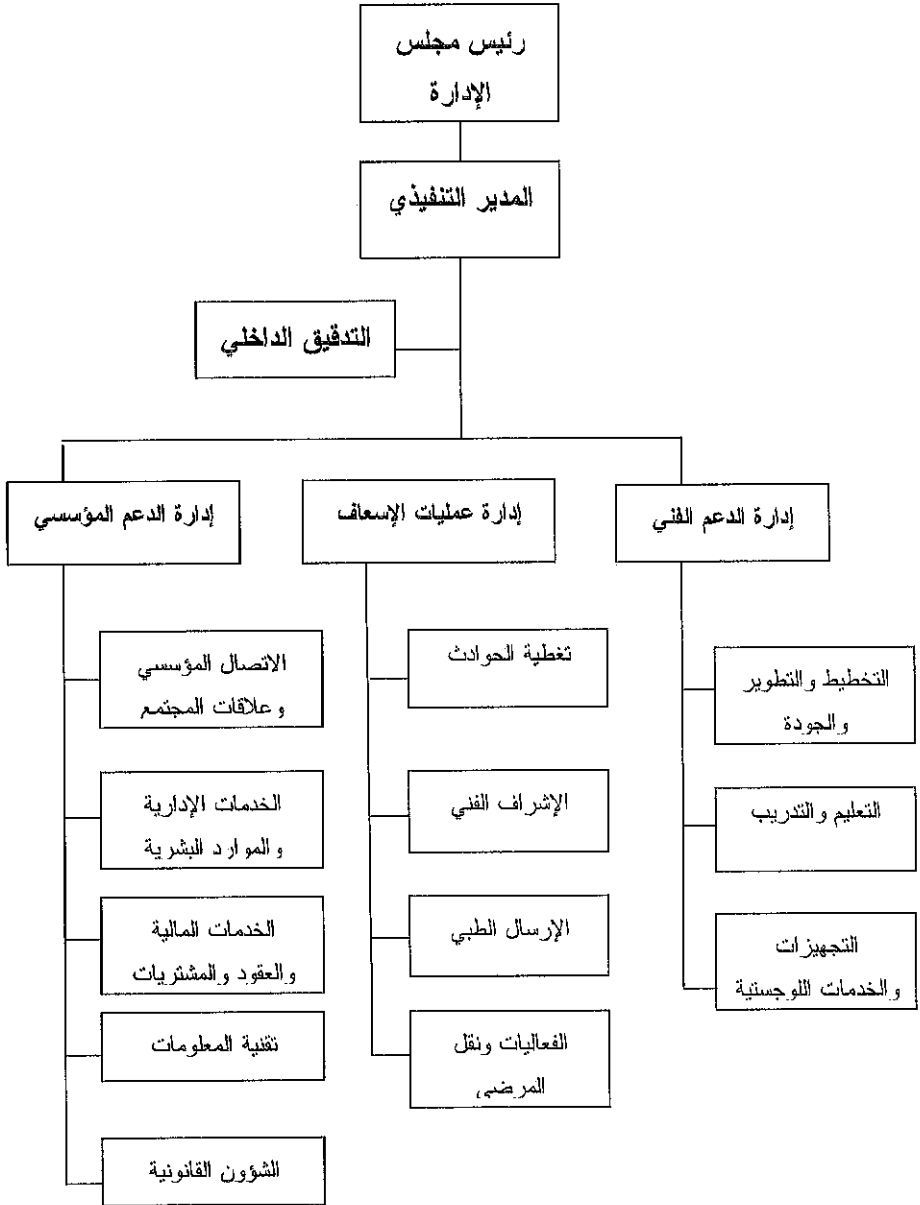 رئيس مجلس
الإدارة
المدير التنفيذي
التدقيق الداخلي
إدارة الدعم الفني
إدارة عمليات الإسعاف
إدارة الدعم المؤسسي
التخطيط والتطوير
والجودة
التعليم والتدريب
التجهيزات
والخدمات اللوجستية
تغطية الحوادث
الإشراف الفني
الإرسال الطبي
الفعاليات ونقل
المرضى
الاتصال المؤسسي
وعلاقات المجتمع
الخدمات الإدارية
والموارد البشرية
الخدمات المالية
والعقود والمشتريات
تقنية المعلومات
الشؤون القانونية